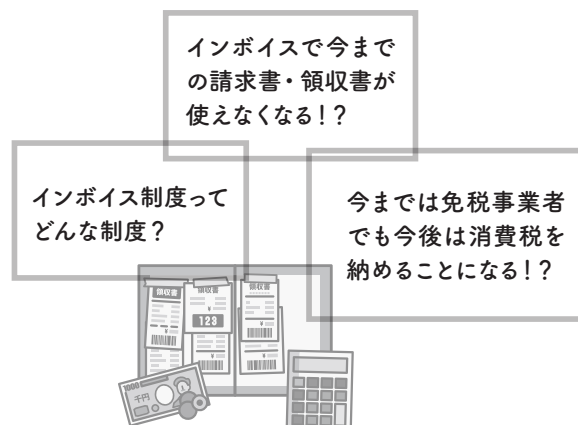 インボイスで今まで
の請求書・領収書が
使えなくなる！？
インボイス制度って
どんな制度？
今までは免税事業者
でも今後は消費税を
納めることになる！？
領収書
領収書
領収書
123
1000
千円